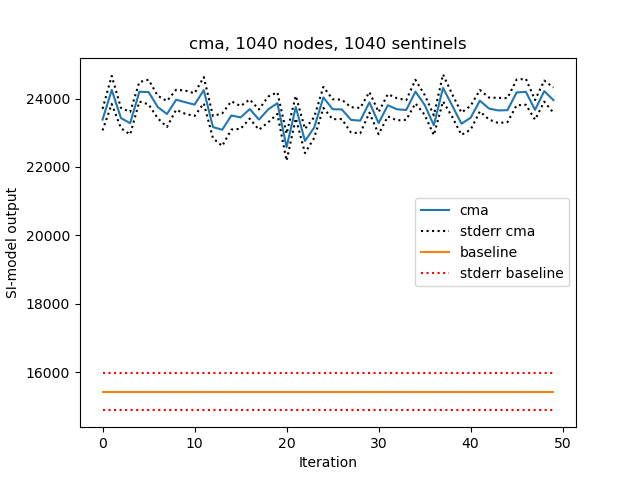 cma, 1040 nodes, 1040 sentinels
SI-model output
24000
22000
20000
18000
16000
cma
stderr cma
baseline
stderr baseline
0 10 20 30 40 50
Iteration